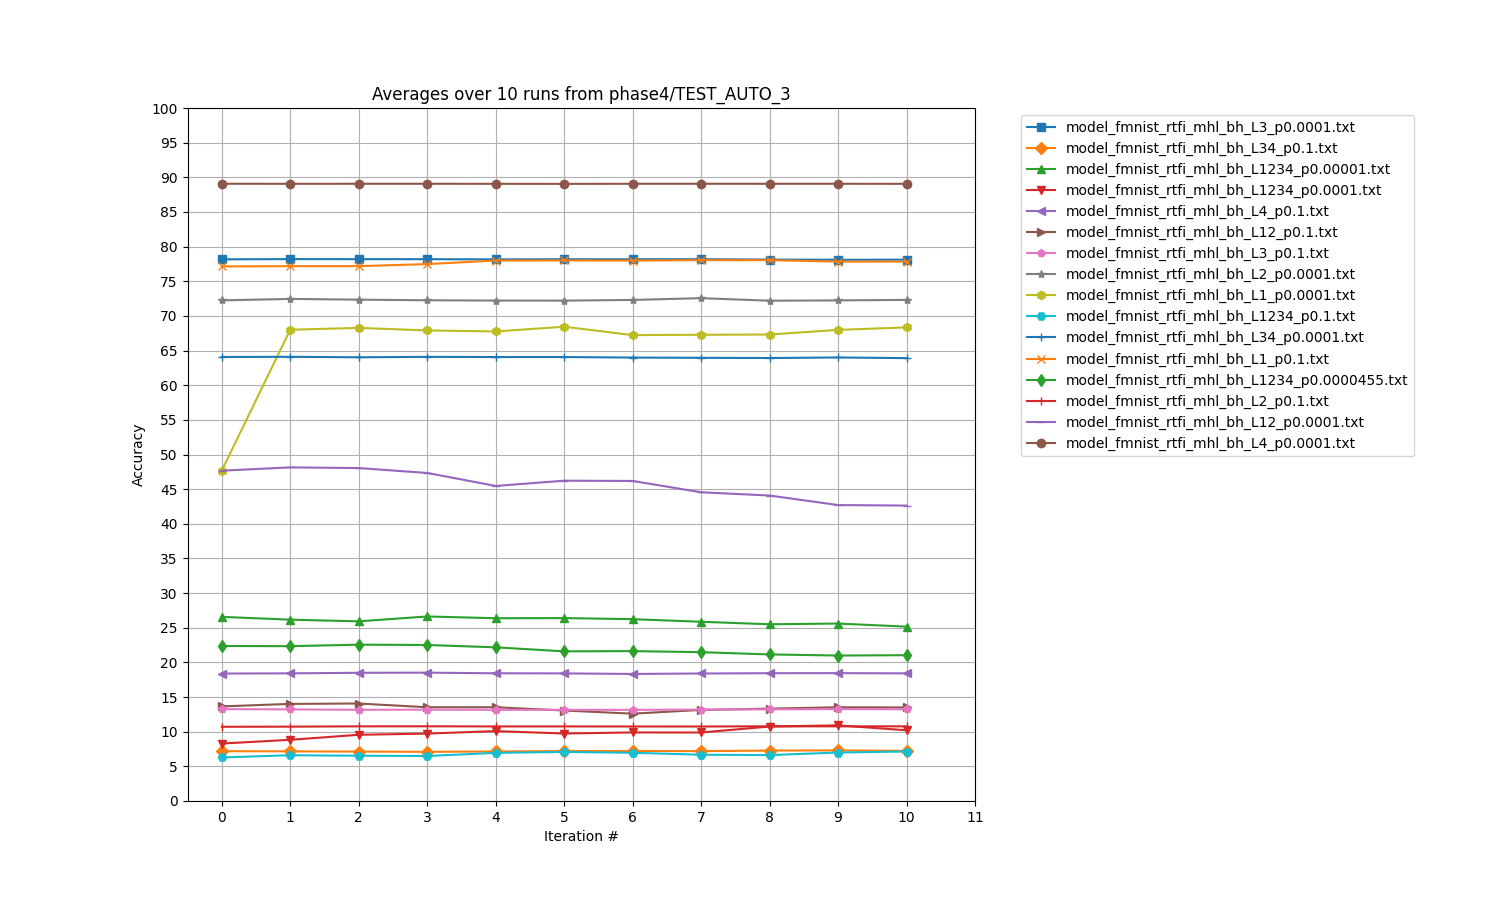 Averages over 10 runs from phase4/TEST_AUTO_3
100
95
90
85
80
75
70
65
60
55
50
45
40
35
30
25
20
15
10
5
0
Accuracy
0 1 2 3 4 5 6 7 8 9 10 11
Iteration #
model_fmnist_rtfi_mhl_bh_L3_p0.0001.txt
model_fmnist_rtfi_mhl_bh_L34_p0.1.txt
model_fmnist_rtfi_mhl_bh_L1234_p0.00001.txt
model_fmnist_rtfi_mhl_bh_L1234_p0.0001.txt
model_fmnist_rtfi_mhl_bh_L4_p0.1.txt
model_fmnist_rtfi_mhl_bh_L12_p0.1.txt
model_fmnist_rtfi_mhl_bh_L3_p0.1.txt
model_fmnist_rtfi_mhl_bh_L2_p0.0001.txt
model_fmnist_rtfi_mhl_bh_L1_p0.0001.txt
model_fmnist_rtfi_mhl_bh_L1234_p0.1.txt
model_fmnist_rtfi_mhl_bh_L34_p0.0001.txt
model_fmnist_rtfi_mhl_bh_L1_p0.1.txt
model_fmnist_rtfi_mhl_bh_L1234_p0.0000455.txt
model_fmnist_rtfi_mhl_bh_L2_p0.1.txt
model_fmnist_rtfi_mhl_bh_L12_p0.0001.txt
model_fmnist_rtfi_mhl_bh_L4_p0.0001.txt